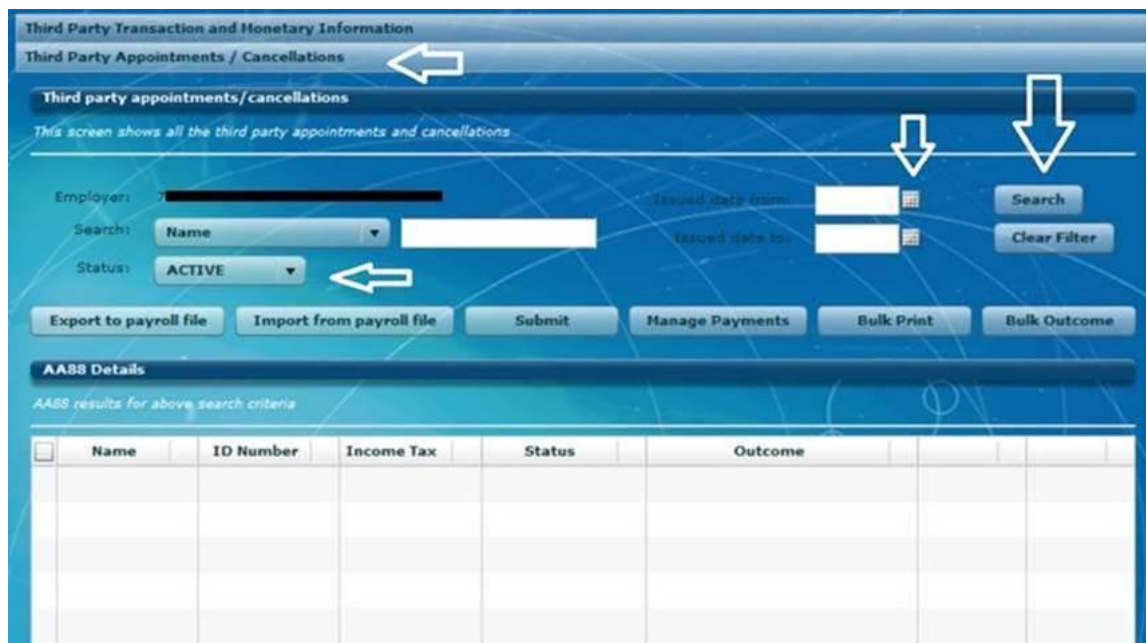 Third Party Transaction and Monetary Information
Third Party Appointments / Cancellations
Third party appointments/cancellations
This screen shows all the third party appointments and cancellations
Employer: 7 Issued date from: Search
Search: Name Issued date to: Clear Filter
Status: ACTIVE
Export to payroll file Import from payroll file Submit Manage Payments Bulk Print Bulk Outcome
AA88 Details
AA88 results for above search criteria
Name ID Number Income Tax Status Outcome